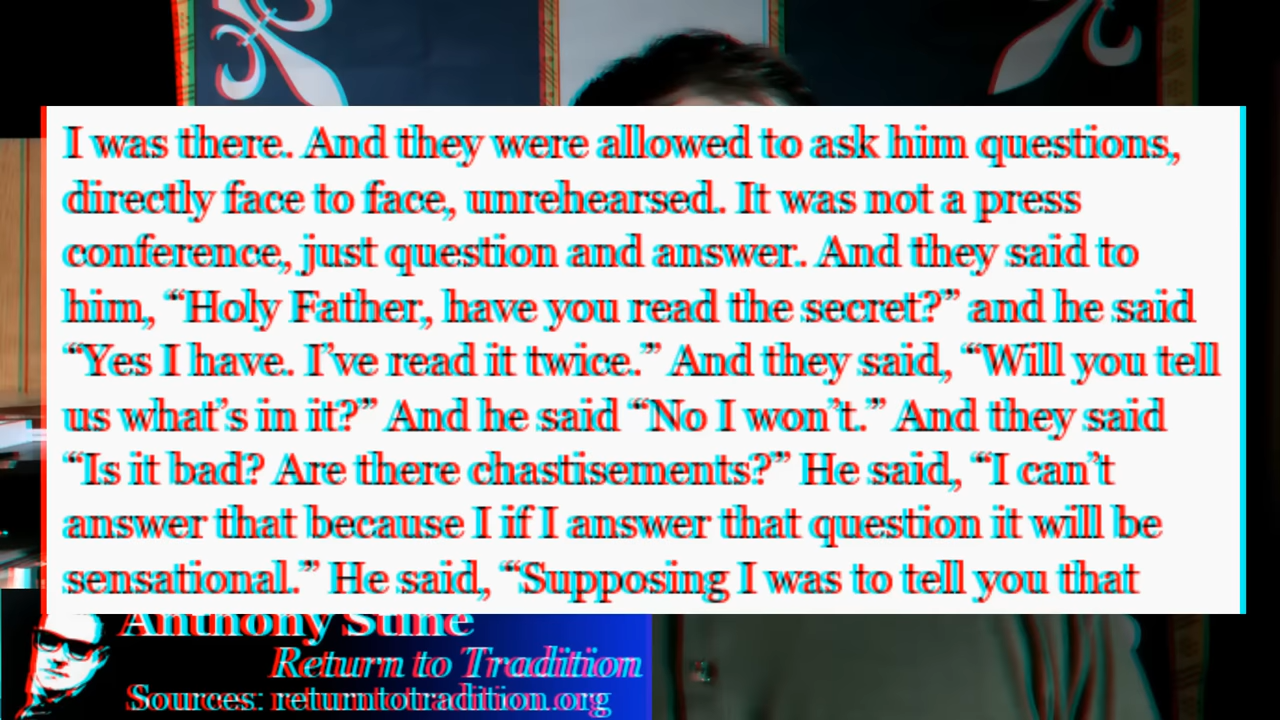 I was there. And they were allowed to ask him questions,
directly face to face, unrehearsed. It was not a press
conference, just question and answer. And they said to
him, “Holy Father, have you read the secret?” and he said
“Yes I have. I’ve read it twice.” And they said, “Will you tell
us what’s in it?” And he said “No I won’t.” And they said
“Is it bad? Are there chastisements?” He said, “I can’t
answer that because I if I answer that question it will be
sensational.” He said, “Supposing I was to tell you that
Anthony Stine
Return to Tradition
Sources: returntotradition.org